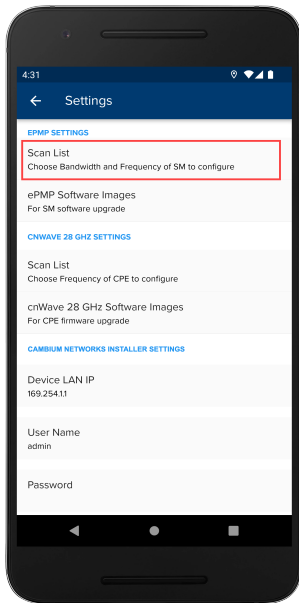 4:31
Settings
EPMP SETTINGS
Scan List
Choose Bandwidth and Frequency of SM to configure
ePMP Software Images
For SM software upgrade
CNWAVE 28 GHZ SETTINGS
Scan List
Choose Frequency of CPE to configure
cnWave 28 GHz Software Images
For CPE firmware upgrade
CAMBIUM NETWORKS INSTALLER SETTINGS
Device LAN IP
169.254.1.1
User Name
admin
Password